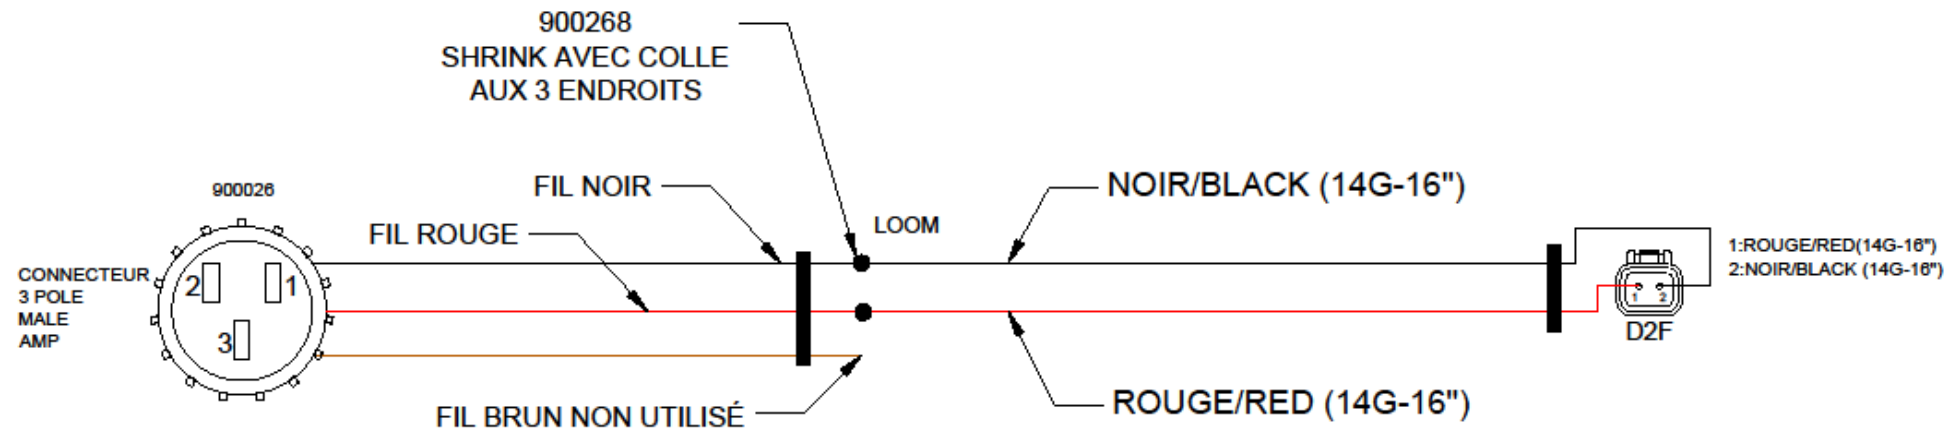 900268
SHRINK AVEC COLLE
AUX 3 ENDROITS
900026
FIL NOIR
NOIR/BLACK (14G-16")
FIL ROUGE
LOOM
CONNECTEUR
3 POLE
MALE
AMP
2
1
3
1:ROUGE/RED(14G-16")
2:NOIR/BLACK (14G-16")
1 2
D2F
FIL BRUN NON UTILISÉ
ROUGE/RED (14G-16")